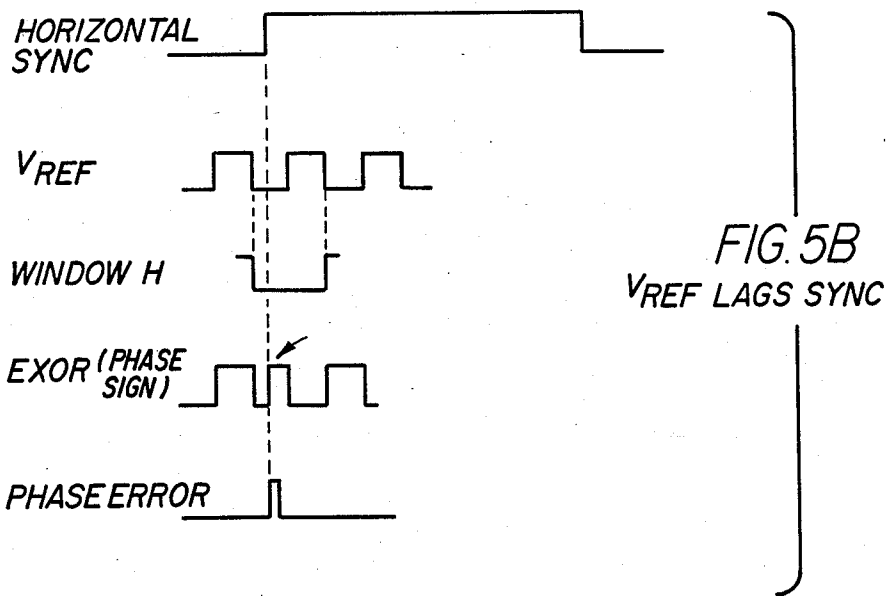 HORIZONTAL
SYNC
VREF
WINDOW H
EXOR (PHASE
SIGN)
PHASE ERROR
FIG. 5B
VREF LAGS SYNC